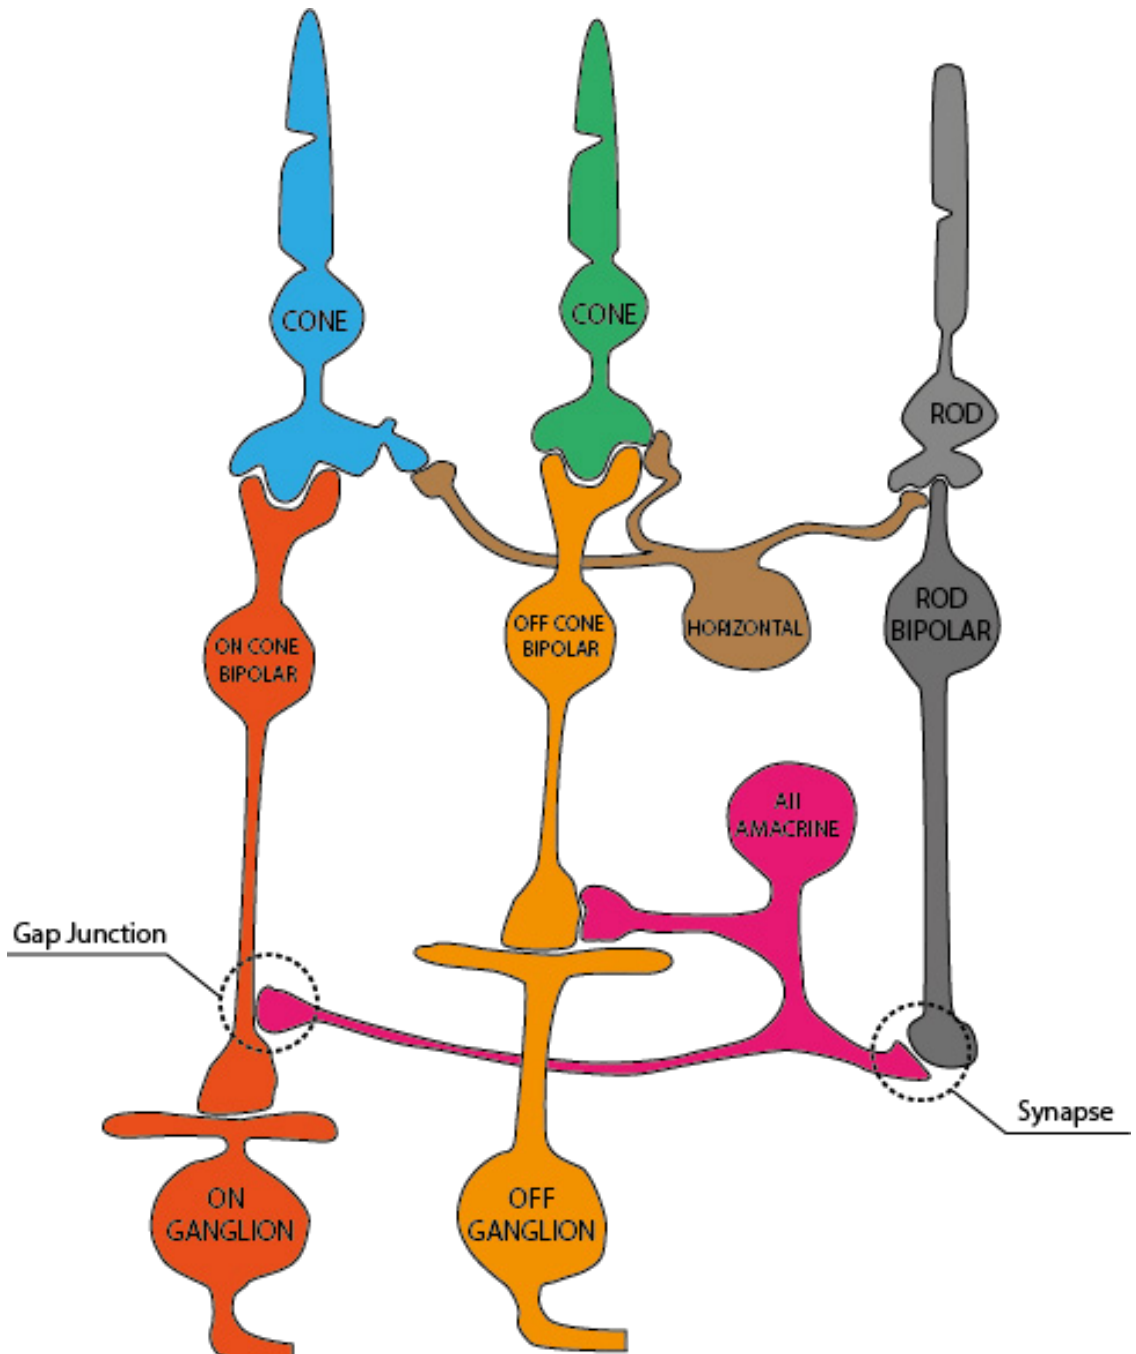 CONE
CONE
ROD
ON CONE
BIPOLAR
OFF CONE
BIPOLAR
HORIZONTAL
ROD
BIPOLAR
AII
AMACRINE
Gap Junction
Synapse
ON
GANGLION
OFF
GANGLION